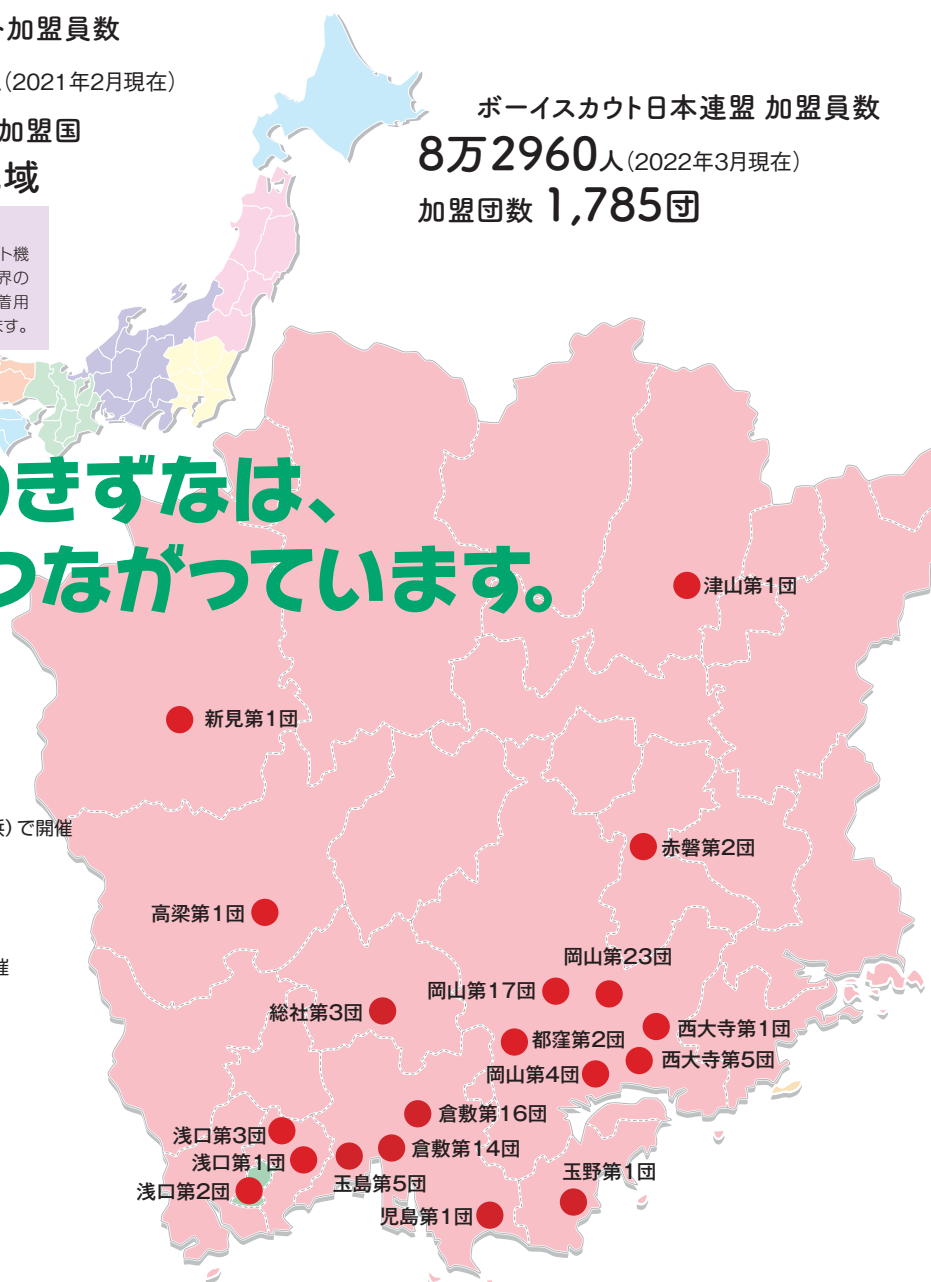 ト加盟員数
(2021年2月現在)
加盟国
域
ト機
界の
着用
ます。
ボーイスカウト日本連盟 加盟員数
8万2960人(2022年3月現在)
加盟団数 1,785団
きずなは、
つながっています。
津山第1団
新見第1団
)で開催
赤磐第2団
高梁第1団
岡山第23団
催
岡山第17団
総社第3団
西大寺第1団
都窪第2団
西大寺第5団
岡山第4団
倉敷第16団
浅口第3団
倉敷第14団
浅口第1団
玉島第5団
玉野第1団
浅口第2団
児島第1団